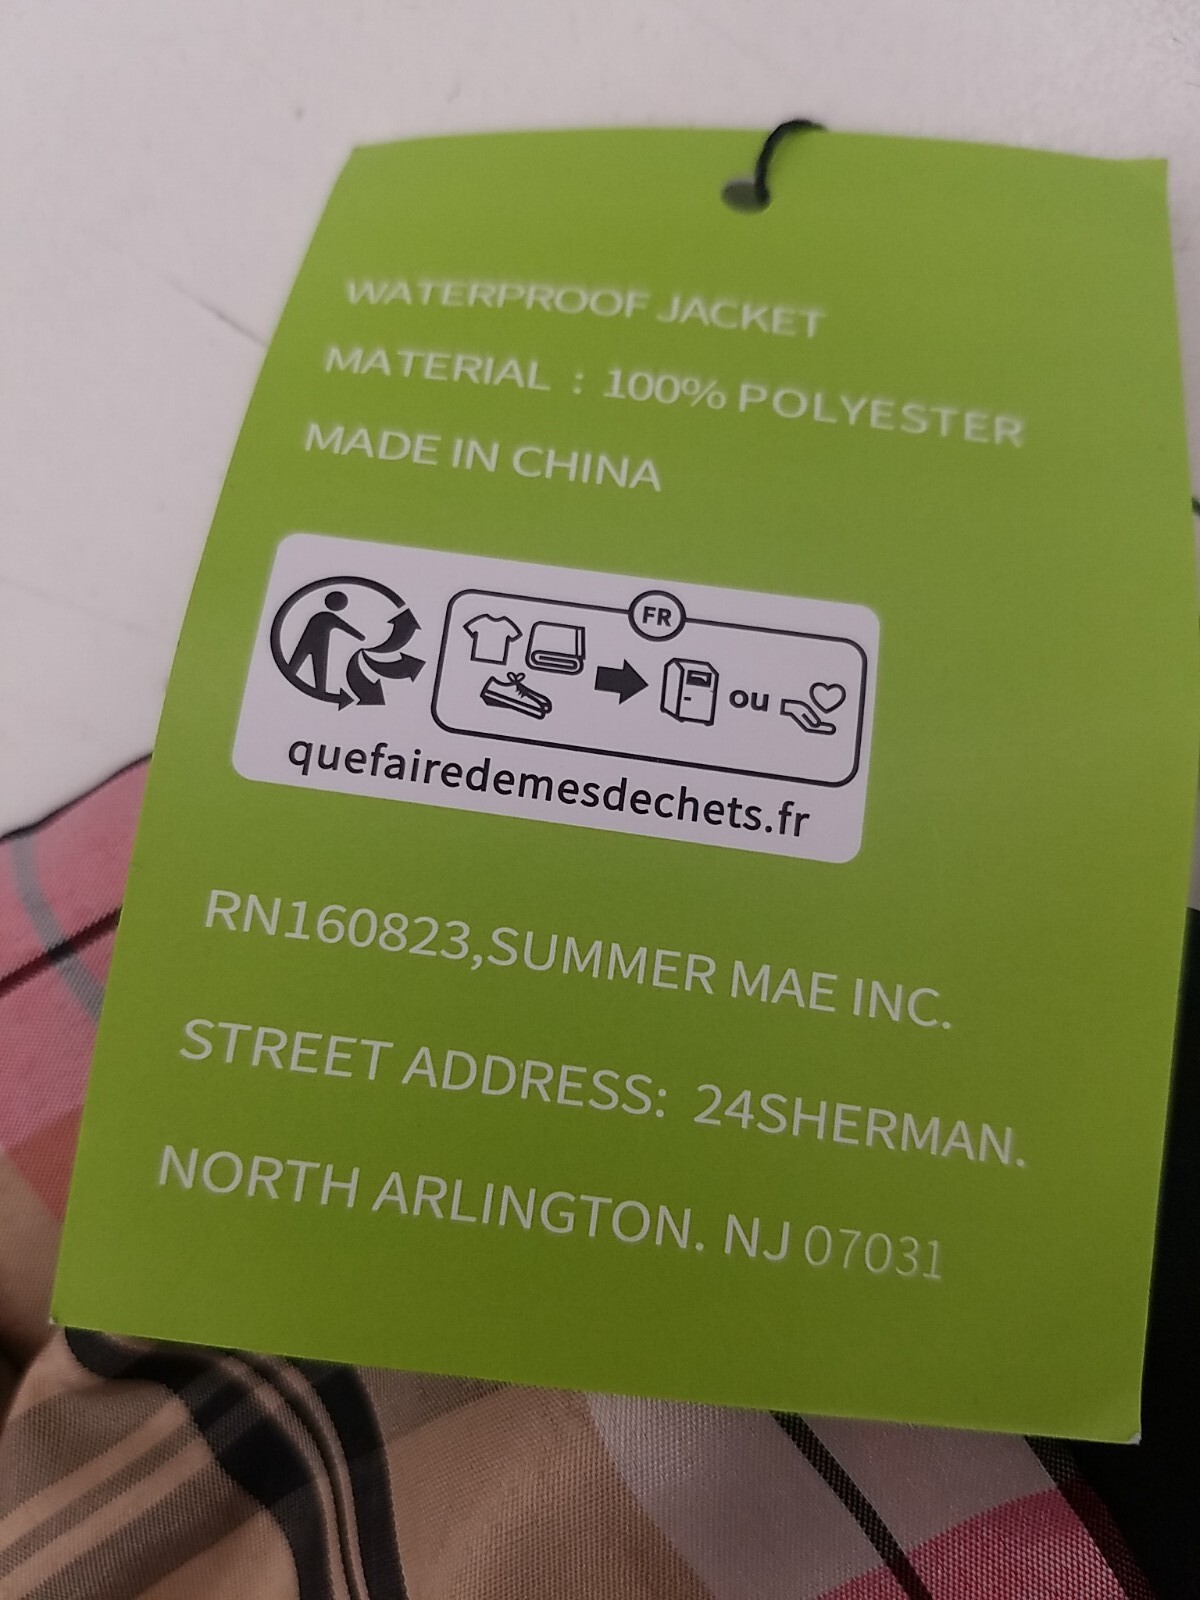 WATERPROOF JACKET
MATERIAL : 100% POLYESTER
MADE IN CHINA
FR
ou
quefairedemesdechets.fr
RN160823,SUMMER MAE INC.
STREET ADDRESS: 24SHERMAN.
NORTH ARLINGTON. NJ 07031